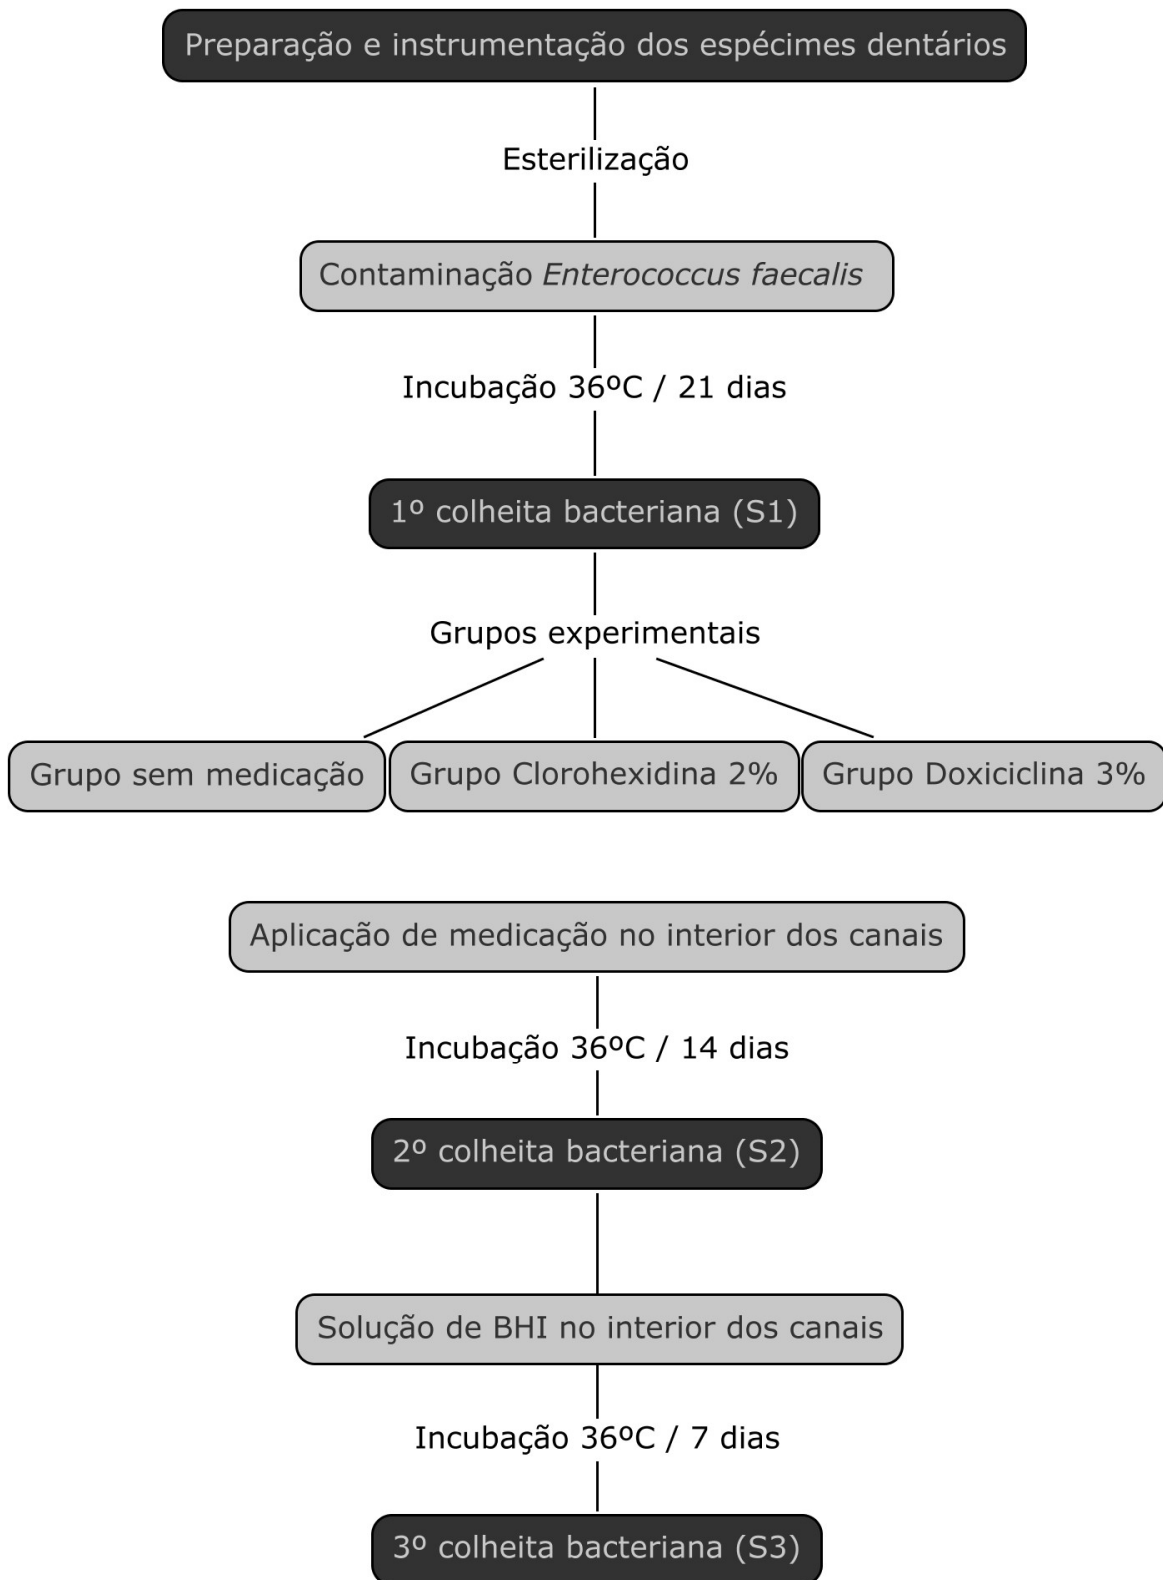 Preparação e instrumentação dos espécimes dentários
Esterilização
Contaminação Enterococcus faecalis
Incubação 36ºC / 21 dias
1º colheita bacteriana (S1)
Grupos experimentais
Grupo sem medicação
Grupo Clorohexidina 2%
Grupo Doxiciclina 3%
Aplicação de medicação no interior dos canais
Incubação 36ºC / 14 dias
2º colheita bacteriana (S2)
Solução de BHI no interior dos canais
Incubação 36ºC / 7 dias
3º colheita bacteriana (S3)